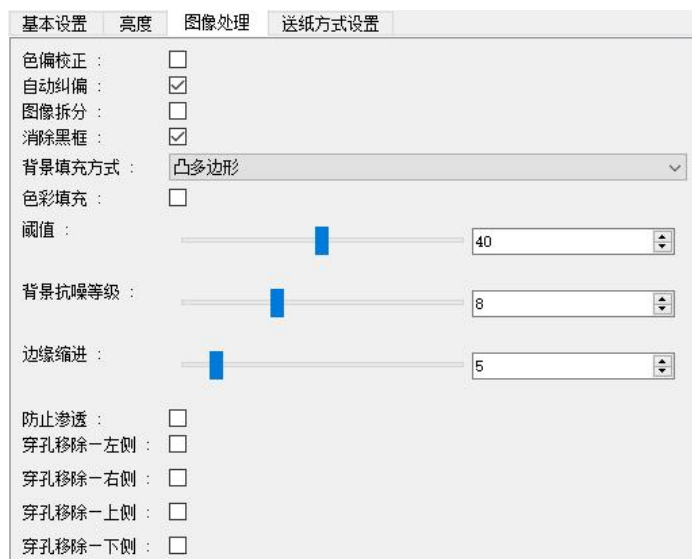 基本设置 亮度 图像处理 送纸方式设置
色偏校正：
自动纠偏：
图像拆分：
消除黑框：
背景填充方式： 凸多边形
色彩填充：
阈值： 40
背景抗噪等级： 8
边缘缩进： 5
防止渗透：
穿孔移除－左侧：
穿孔移除－右侧：
穿孔移除－上侧：
穿孔移除－下侧：